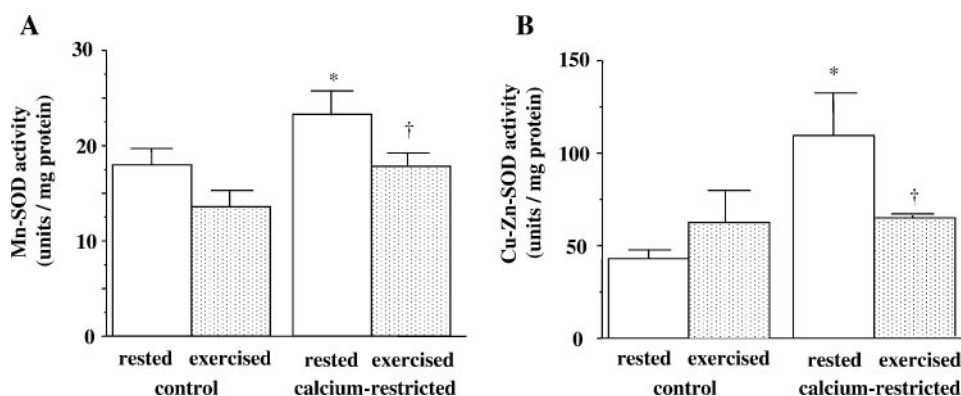 A
Mn-SOD activity
(units / mg protein)
30
20
10
0
*
†
rested exercised rested exercised
control calcium-restricted
B
Cu-Zn-SOD activity
(units / mg protein)
150
100
50
0
*
†
rested exercised rested exercised
control calcium-restricted